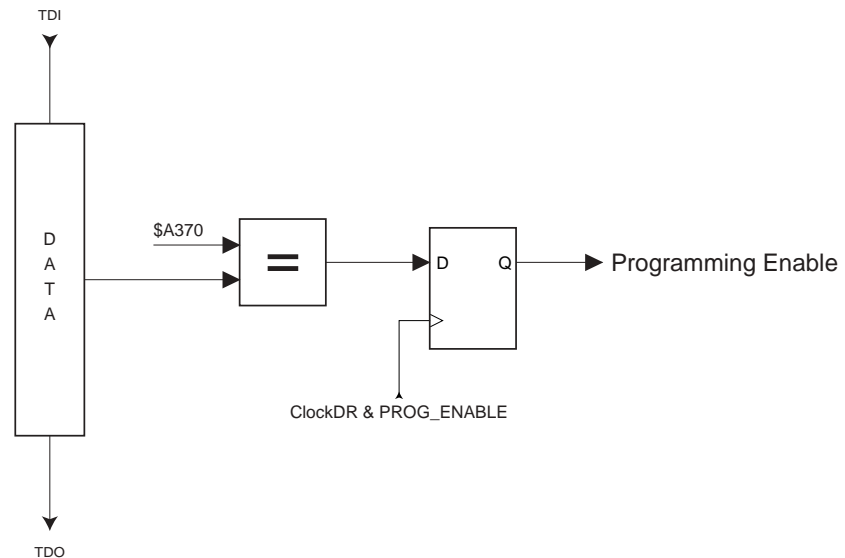 TDI
D
A
T
A
$A370
=
D
Q
Programming Enable
ClockDR & PROG_ENABLE
TDO